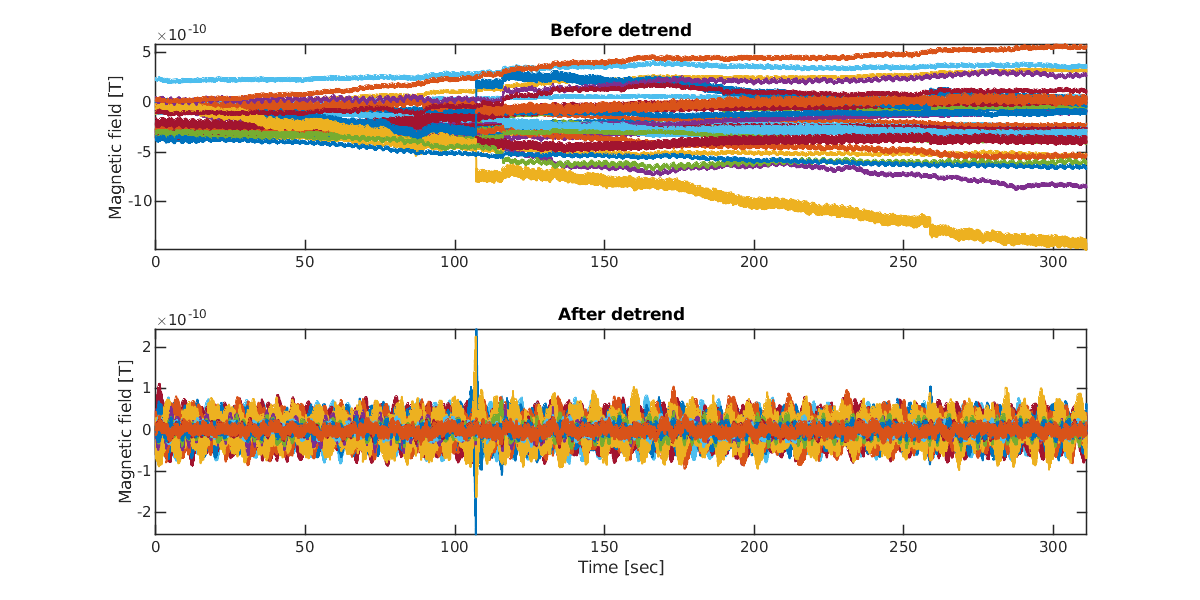 Before detrend
×10-10
5
0
-5
-10
Magnetic field [T]
0 50 100 150 200 250 300
After detrend
×10-10
2
1
0
-1
-2
Magnetic field [T]
0 50 100 150 200 250 300
Time [sec]